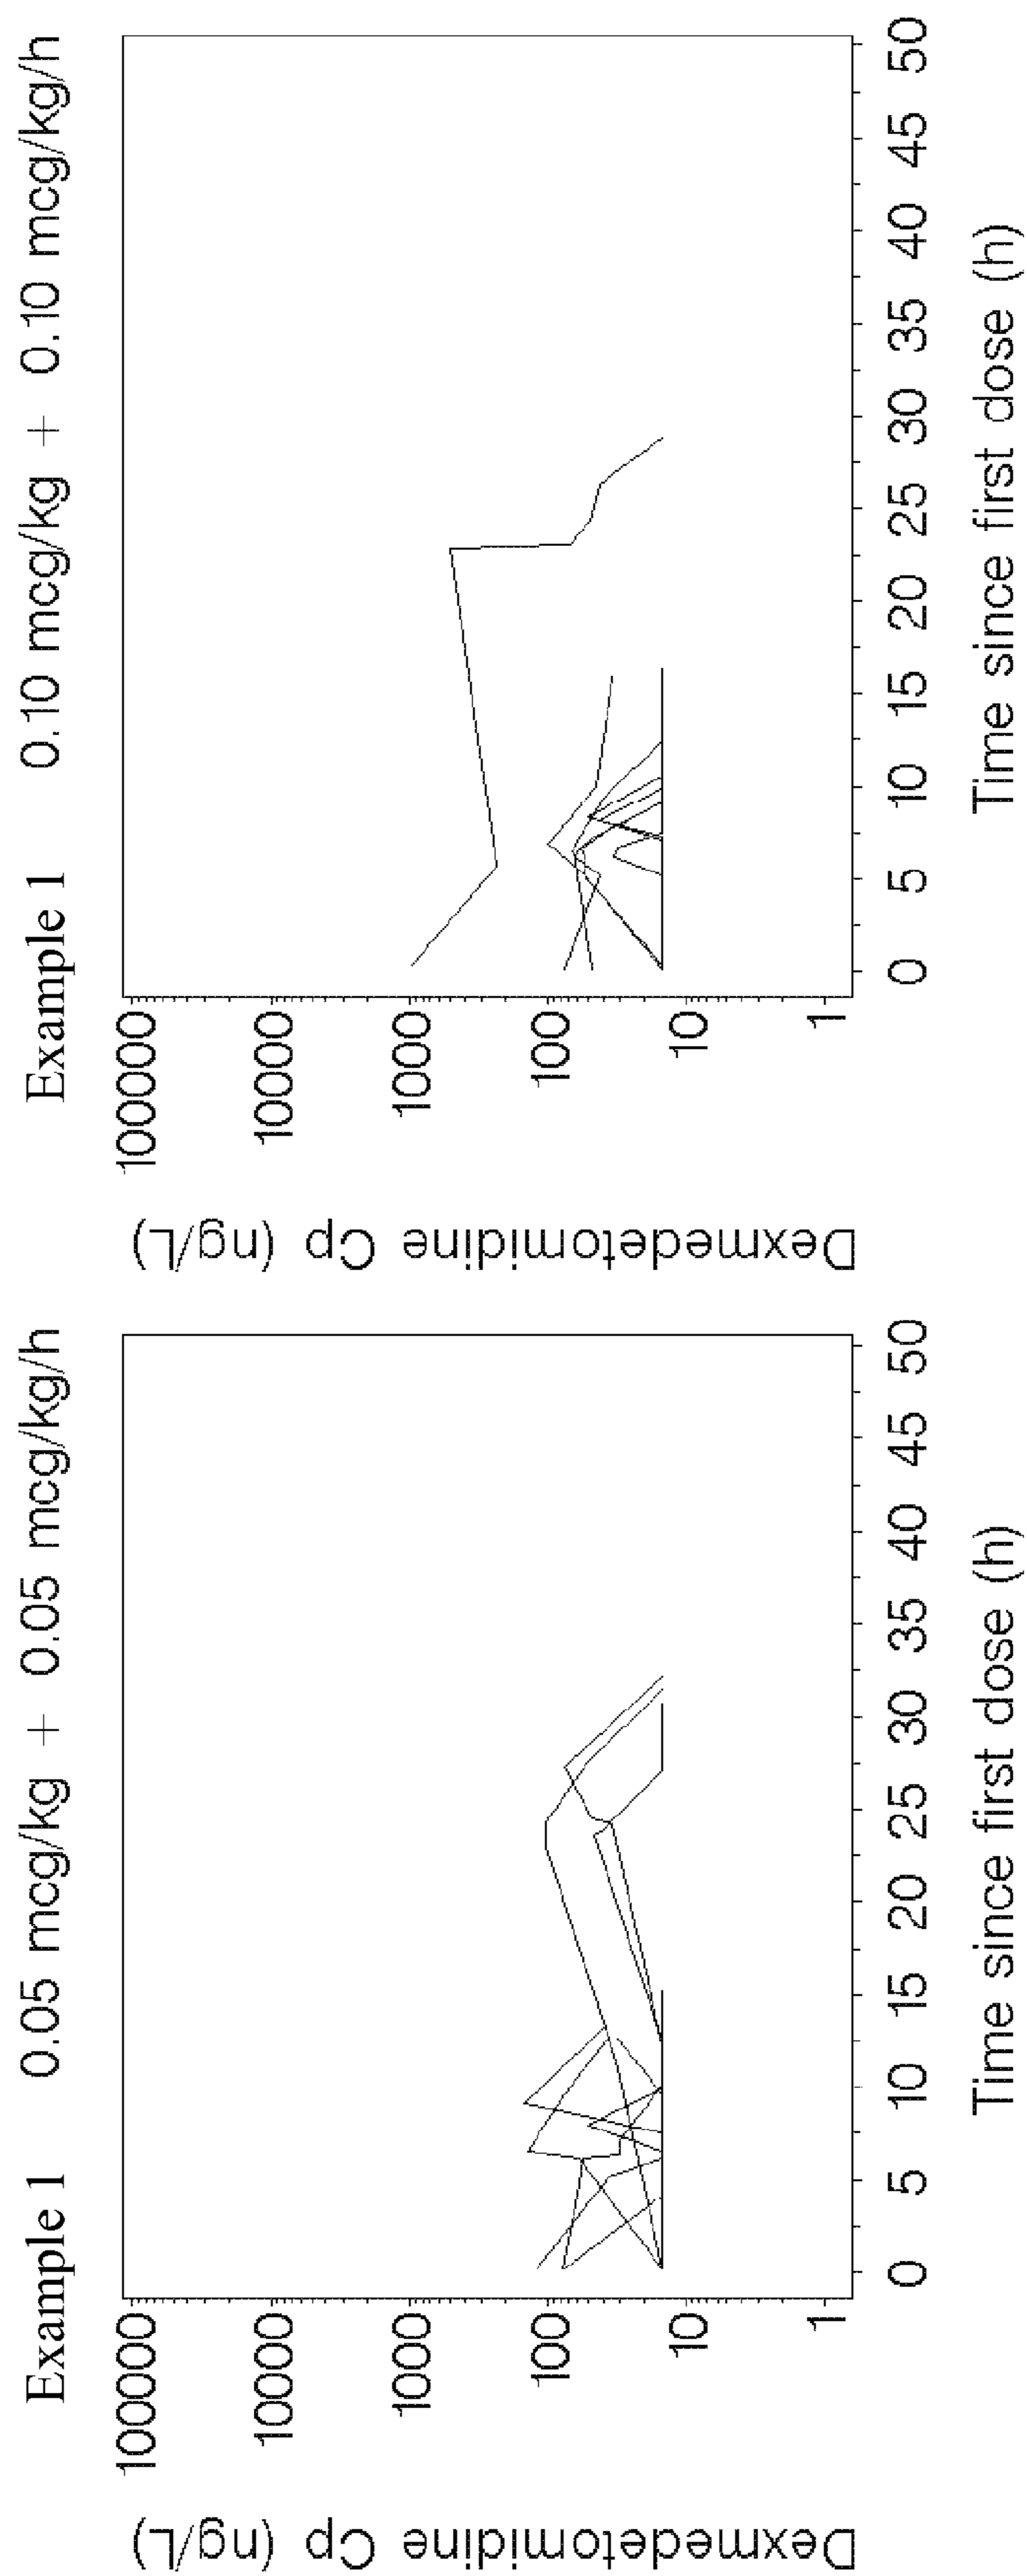 Example 1 0.05 mcg/kg + 0.05 mcg/kg/h
Dexmedetomidine Cp (ng/L)
100000
10000
1000
100
10
1
0 5 10 15 20 25 30 35 40 45 50
Time since first dose (h)
Example 1 0.10 mcg/kg + 0.10 mcg/kg/h
Dexmedetomidine Cp (ng/L)
100000
10000
1000
100
10
1
0 5 10 15 20 25 30 35 40 45 50
Time since first dose (h)